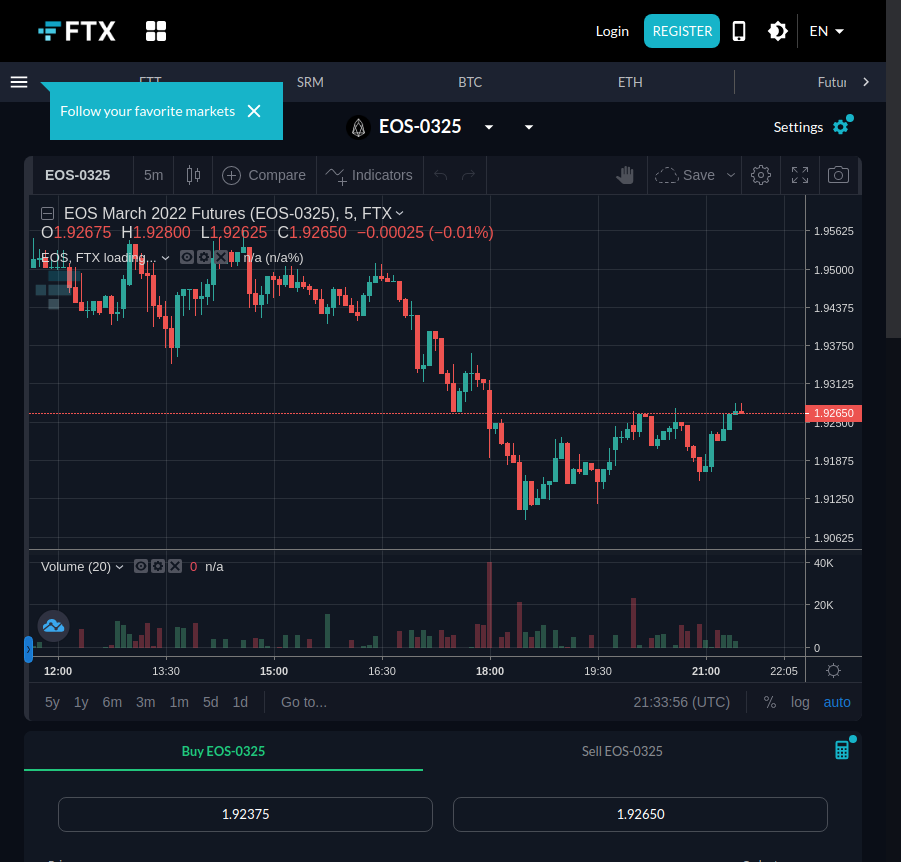 FTX
Login REGISTER EN
FTT SRM BTC ETH Futur
Follow your favorite markets
EOS-0325
Settings
EOS-0325 5m Compare Indicators Save
EOS March 2022 Futures (EOS-0325), 5, FTX
O1.92675 H1.92800 L1.92625 C1.92650 −0.00025 (−0.01%)
EOS, FTX loading... n/a (n/a%)
1.95625
1.95000
1.94375
1.93750
1.93125
1.92650
1.92500
1.91875
1.91250
1.90625
Volume (20) 0 n/a
40K
20K
0
12:00 13:30 15:00 16:30 18:00 19:30 21:00 22:05
5y 1y 6m 3m 1m 5d 1d Go to... 21:33:56 (UTC) % log auto
Buy EOS-0325 Sell EOS-0325
1.92375 1.92650